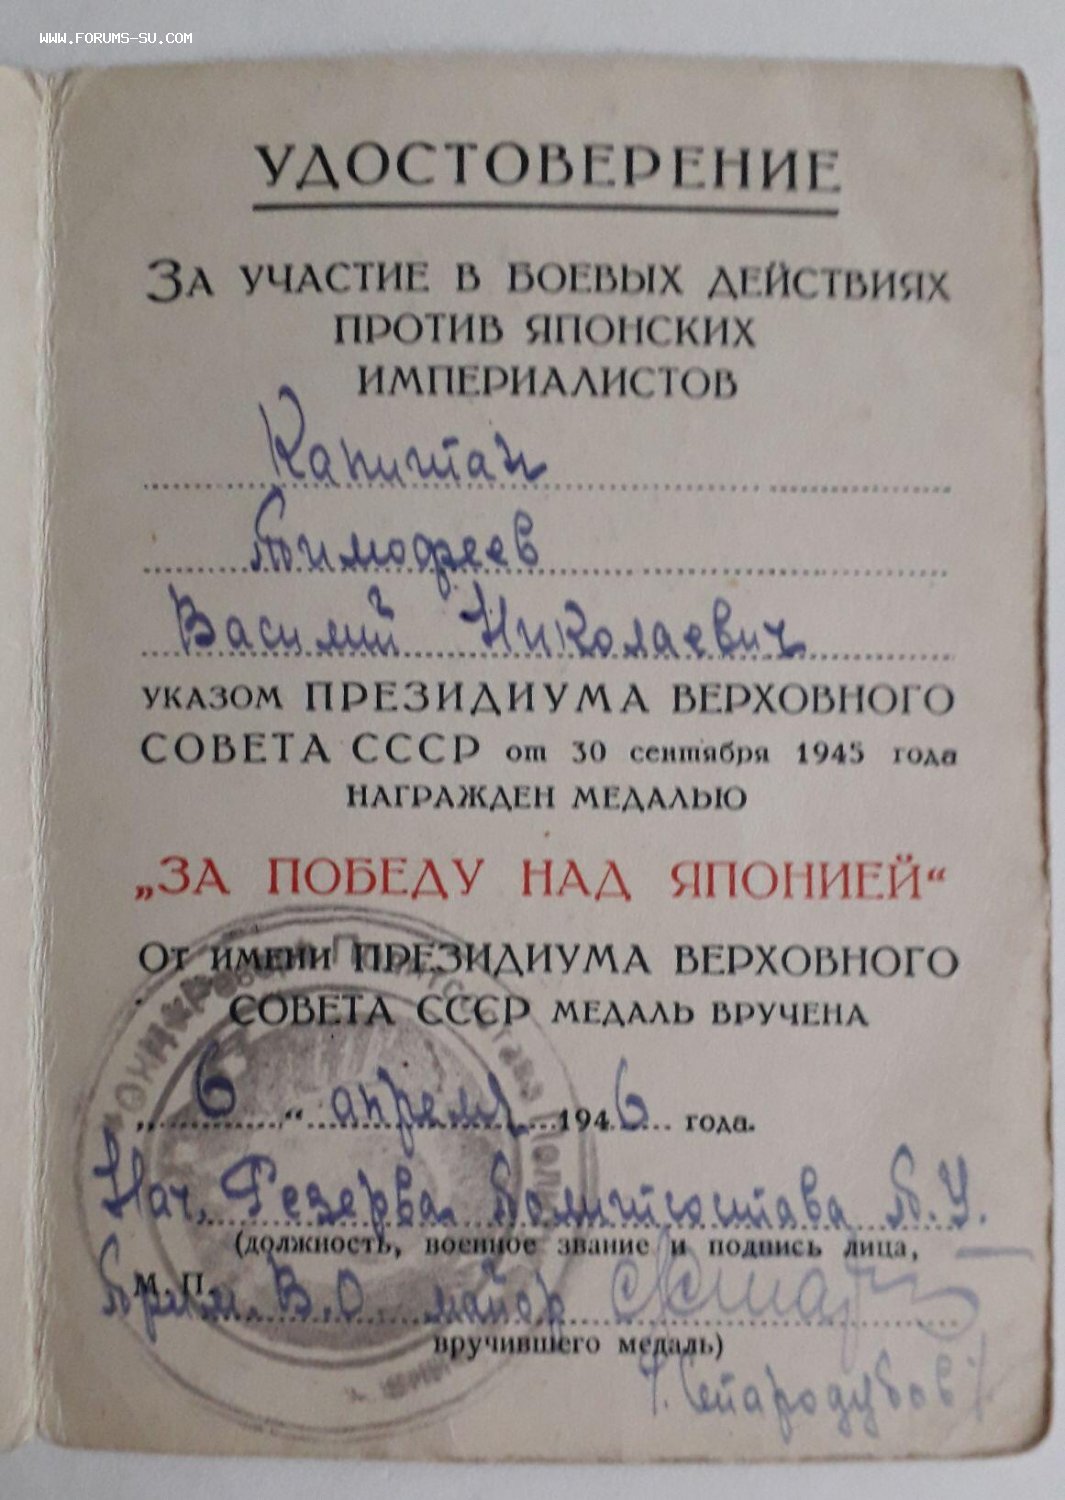 WWW.FORUMS-SU.COM
УДОСТОВЕРЕНИЕ
ЗА УЧАСТИЕ В БОЕВЫХ ДЕЙСТВИЯХ
ПРОТИВ ЯПОНСКИХ
ИМПЕРИАЛИСТОВ
Капитан
Тимофеев
Василий Николаевич
УКАЗОМ ПРЕЗИДИУМА ВЕРХОВНОГО
СОВЕТА СССР от 30 сентября 1945 года
НАГРАЖДЕН МЕДАЛЬЮ
„ЗА ПОБЕДУ НАД ЯПОНИЕЙ“
ОТ ИМЕНИ ПРЕЗИДИУМА ВЕРХОВНОГО
СОВЕТА СССР МЕДАЛЬ ВРУЧЕНА
„6“ апреля 1946 года.
Нач. Резерва Политсостава П.У.
(должность, военное звание и подпись лица,
М. П.
Прим. В.О. майор
вручившего медаль)
/Стародубов/